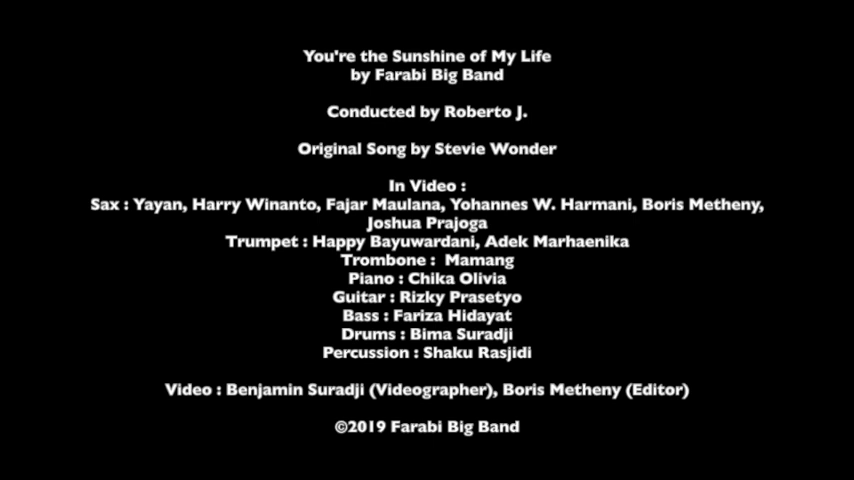 You're the Sunshine of My Life
by Farabi Big Band
Conducted by Roberto J.
Original Song by Stevie Wonder
In Video :
Sax : Yayan, Harry Winanto, Fajar Maulana, Yohannes W. Harmani, Boris Metheny,
Joshua Prajoga
Trumpet : Happy Bayuwardani, Adek Marhaenika
Trombone :  Mamang
Piano : Chika Olivia
Guitar : Rizky Prasetyo
Bass : Fariza Hidayat
Drums : Bima Suradji
Percussion : Shaku Rasjidi
Video : Benjamin Suradji (Videographer), Boris Metheny (Editor)
©2019 Farabi Big Band